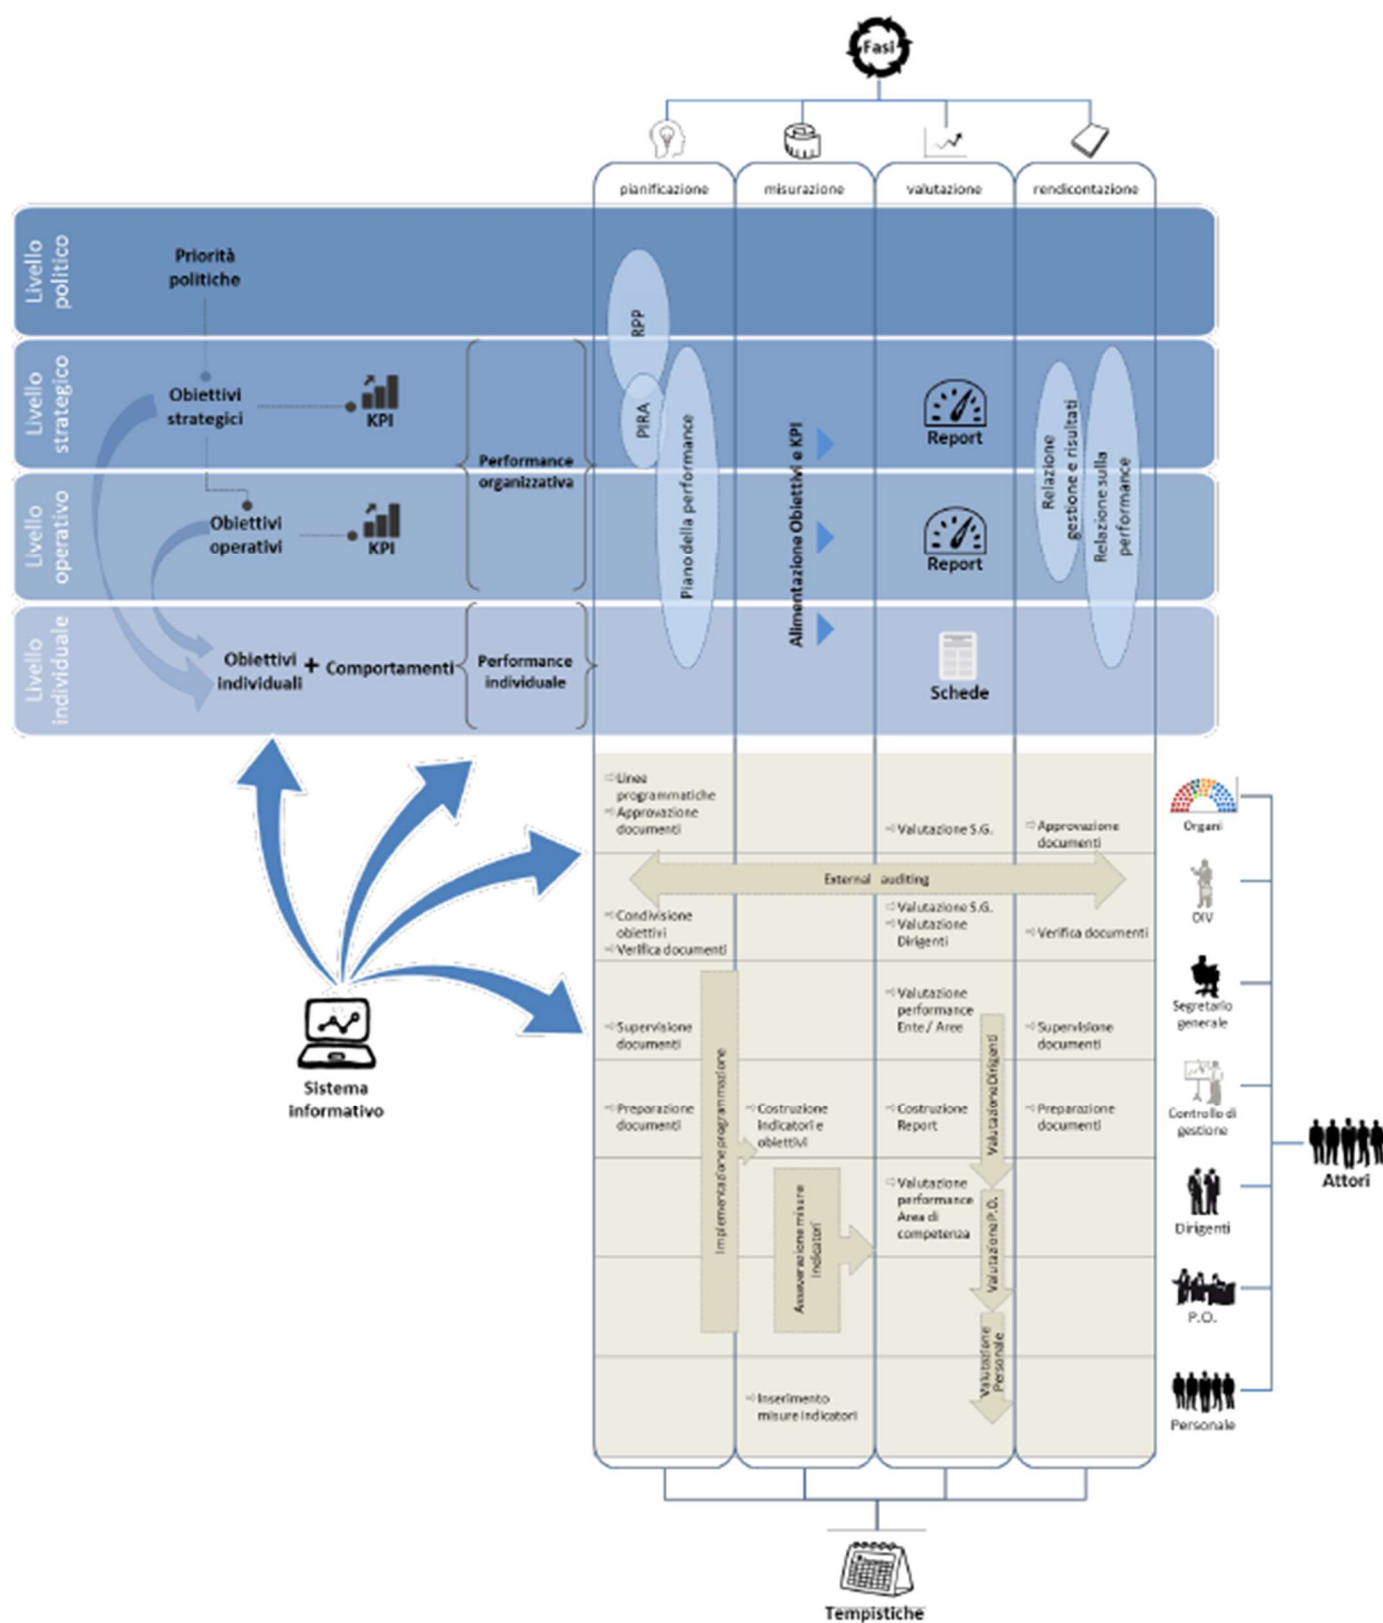 Fasi
pianificazione
misurazione
valutazione
rendicontazione
Livello
politico
Priorità
politiche
RPP
Livello
strategico
Obiettivi
strategici
KPI
PIRA
Report
Livello
operativo
Obiettivi
operativi
KPI
Performance
organizzativa
Piano della performance
Alimentazione Obiettivi e KPI
Report
Relazione
gestione e risultati
Relazione sulla
performance
Livello
individuale
Obiettivi
individuali
+
Comportamenti
Performance
individuale
Schede
Linee
programmatiche
Approvazione
documenti
Valutazione S.G.
Approvazione
documenti
Organi
External auditing
Condivisione
obiettivi
Verifica documenti
Valutazione S.G.
Valutazione
Dirigenti
Verifica documenti
OIV
Supervisione
documenti
Valutazione
performance
Ente / Aree
Supervisione
documenti
Segretario
generale
Sistema
informativo
Preparazione
documenti
Implementazione programmazione
Costruzione
indicatori e
obiettivi
Costruzione
Report
Valutazione Dirigenti
Preparazione
documenti
Controllo di
gestione
Attori
Asseverazione misure
indicatori
Valutazione
performance
Area di
competenza
Valutazione P.O.
Dirigenti
P.O.
Inserimento
misure indicatori
Valutazione
Personale
Personale
Tempistiche